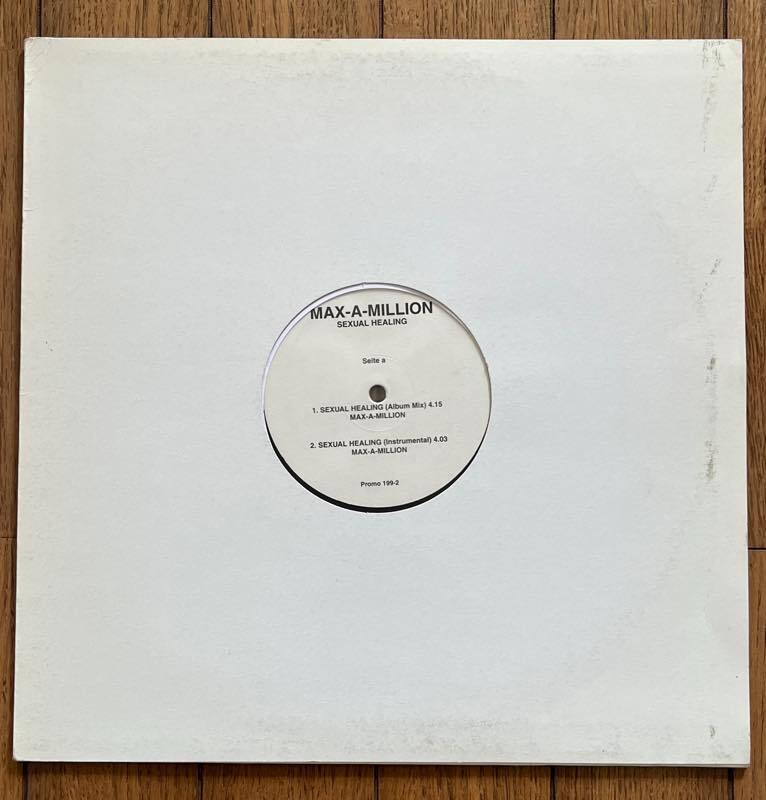 MAX-A-MILLION
SEXUAL HEALING
Seite a
1. SEXUAL HEALING (Album Mix) 4.15
MAX-A-MILLION
2. SEXUAL HEALING (Instrumental) 4.03
MAX-A-MILLION
Promo 199-2